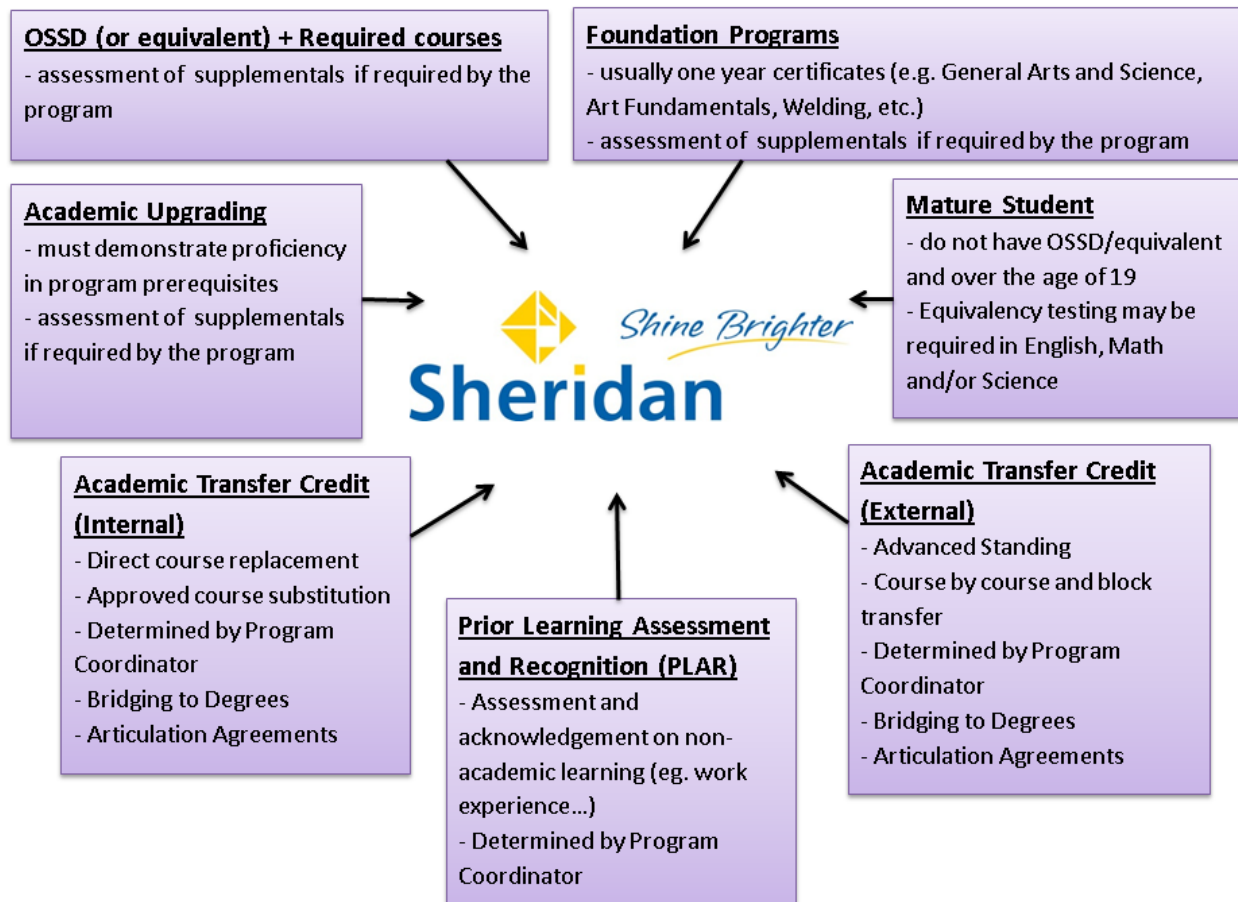 OSSD (or equivalent) + Required courses
- assessment of supplementals if required by the
program
Foundation Programs
- usually one year certificates (e.g. General Arts and Science,
Art Fundamentals, Welding, etc.)
- assessment of supplementals if required by the program
Academic Upgrading
- must demonstrate proficiency
in program prerequisites
- assessment of supplementals
if required by the program
Mature Student
- do not have OSSD/equivalent
and over the age of 19
- Equivalency testing may be
required in English, Math
and/or Science
Shine Brighter
Sheridan
Academic Transfer Credit
(Internal)
- Direct course replacement
- Approved course substitution
- Determined by Program
Coordinator
- Bridging to Degrees
- Articulation Agreements
Prior Learning Assessment
and Recognition (PLAR)
- Assessment and
acknowledgement on non-
academic learning (eg. work
experience...)
- Determined by Program
Coordinator
Academic Transfer Credit
(External)
- Advanced Standing
- Course by course and block
transfer
- Determined by Program
Coordinator
- Bridging to Degrees
- Articulation Agreements